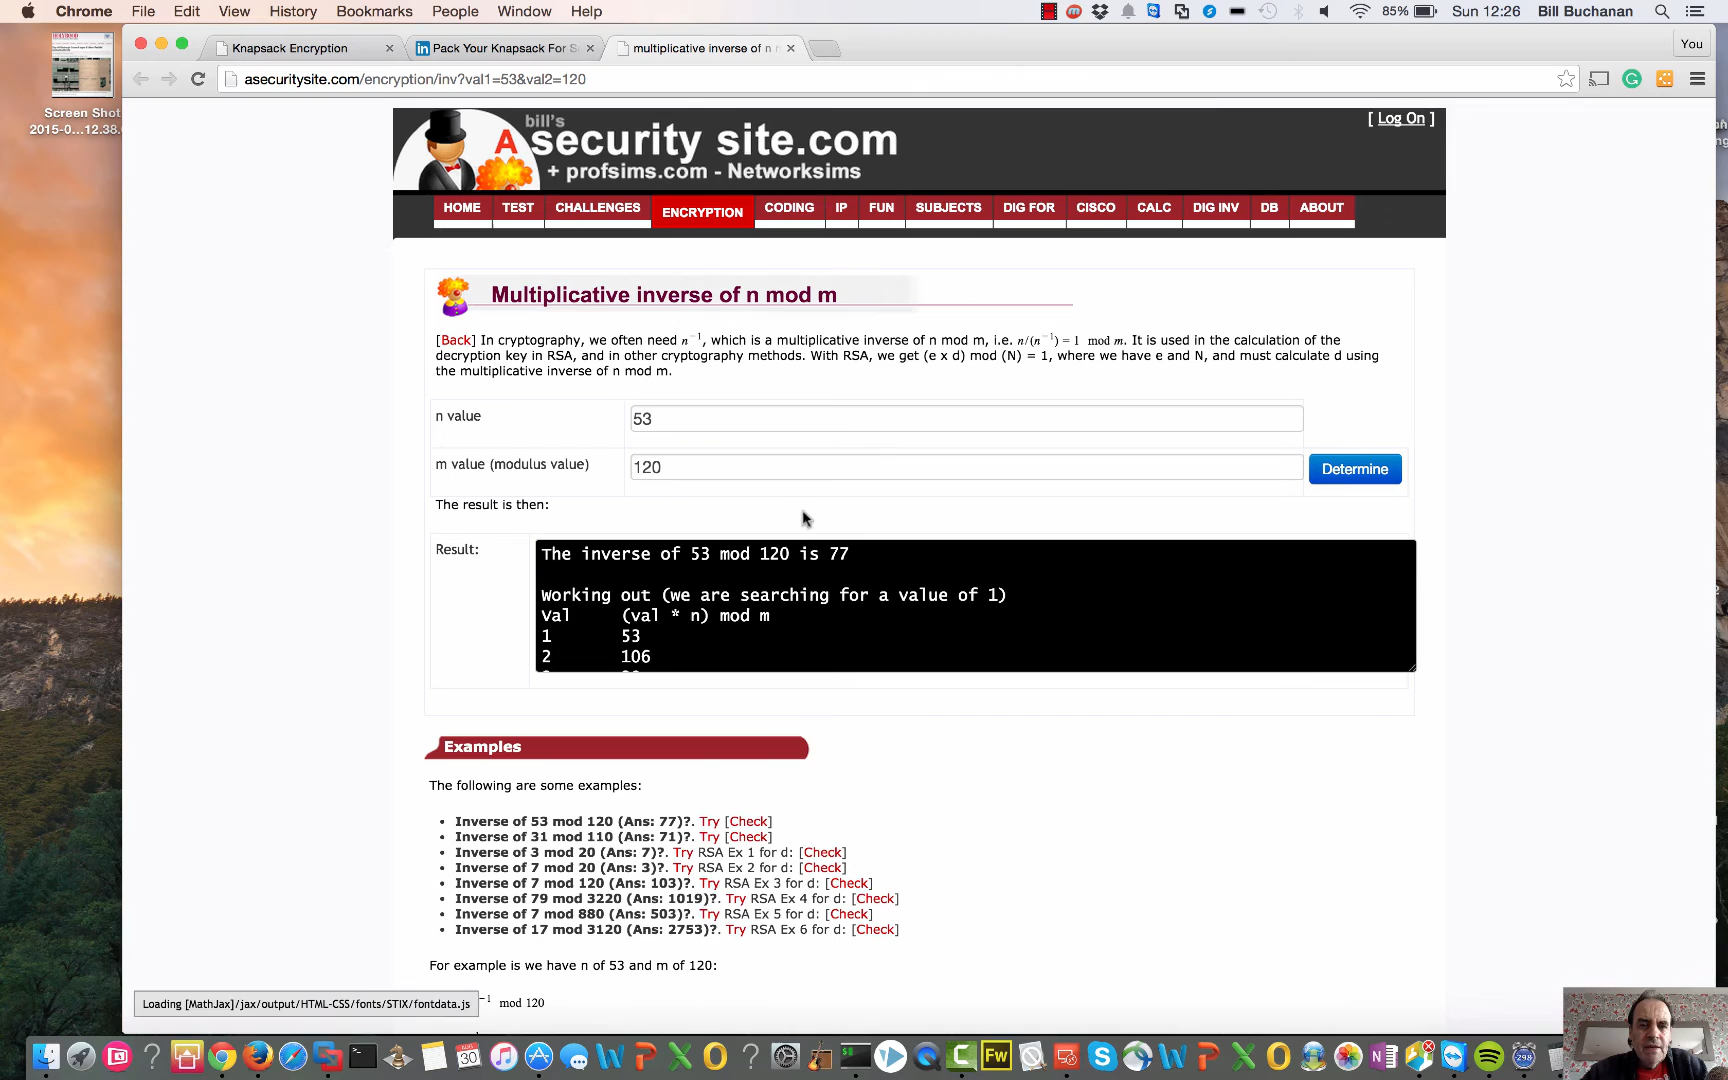 Chrome File Edit View History Bookmarks People Window Help 85% Sun 12:26 Bill Buchanan
Knapsack Encryption
Pack Your Knapsack For S
multiplicative inverse of n
You
asecuritysite.com/encryption/inv?val1=53&val2=120
Screen Shot
2015-0...12.38.
bill's
A security site.com
+ profsims.com - Networksims
[ Log On ]
HOME TEST CHALLENGES ENCRYPTION CODING IP FUN SUBJECTS DIG FOR CISCO CALC DIG INV DB ABOUT
Multiplicative inverse of n mod m
[Back] In cryptography, we often need n⁻¹, which is a multiplicative inverse of n mod m, i.e. n/(n⁻¹) = 1 mod m. It is used in the calculation of the
decryption key in RSA, and in other cryptography methods. With RSA, we get (e x d) mod (N) = 1, where we have e and N, and must calculate d using
the multiplicative inverse of n mod m.
n value 53
m value (modulus value) 120 Determine
The result is then:
Result:
The inverse of 53 mod 120 is 77
Working out (we are searching for a value of 1)
Val (val * n) mod m
1 53
2 106
Examples
The following are some examples:
• Inverse of 53 mod 120 (Ans: 77)?. Try [Check]
• Inverse of 31 mod 110 (Ans: 71)?. Try [Check]
• Inverse of 3 mod 20 (Ans: 7)?. Try RSA Ex 1 for d: [Check]
• Inverse of 7 mod 20 (Ans: 3)?. Try RSA Ex 2 for d: [Check]
• Inverse of 7 mod 120 (Ans: 103)?. Try RSA Ex 3 for d: [Check]
• Inverse of 79 mod 3220 (Ans: 1019)?. Try RSA Ex 4 for d: [Check]
• Inverse of 7 mod 880 (Ans: 503)?. Try RSA Ex 5 for d: [Check]
• Inverse of 17 mod 3120 (Ans: 2753)?. Try RSA Ex 6 for d: [Check]
For example is we have n of 53 and m of 120:
Loading [MathJax]/jax/output/HTML-CSS/fonts/STIX/fontdata.js
⁻¹ mod 120
30
Fw
298